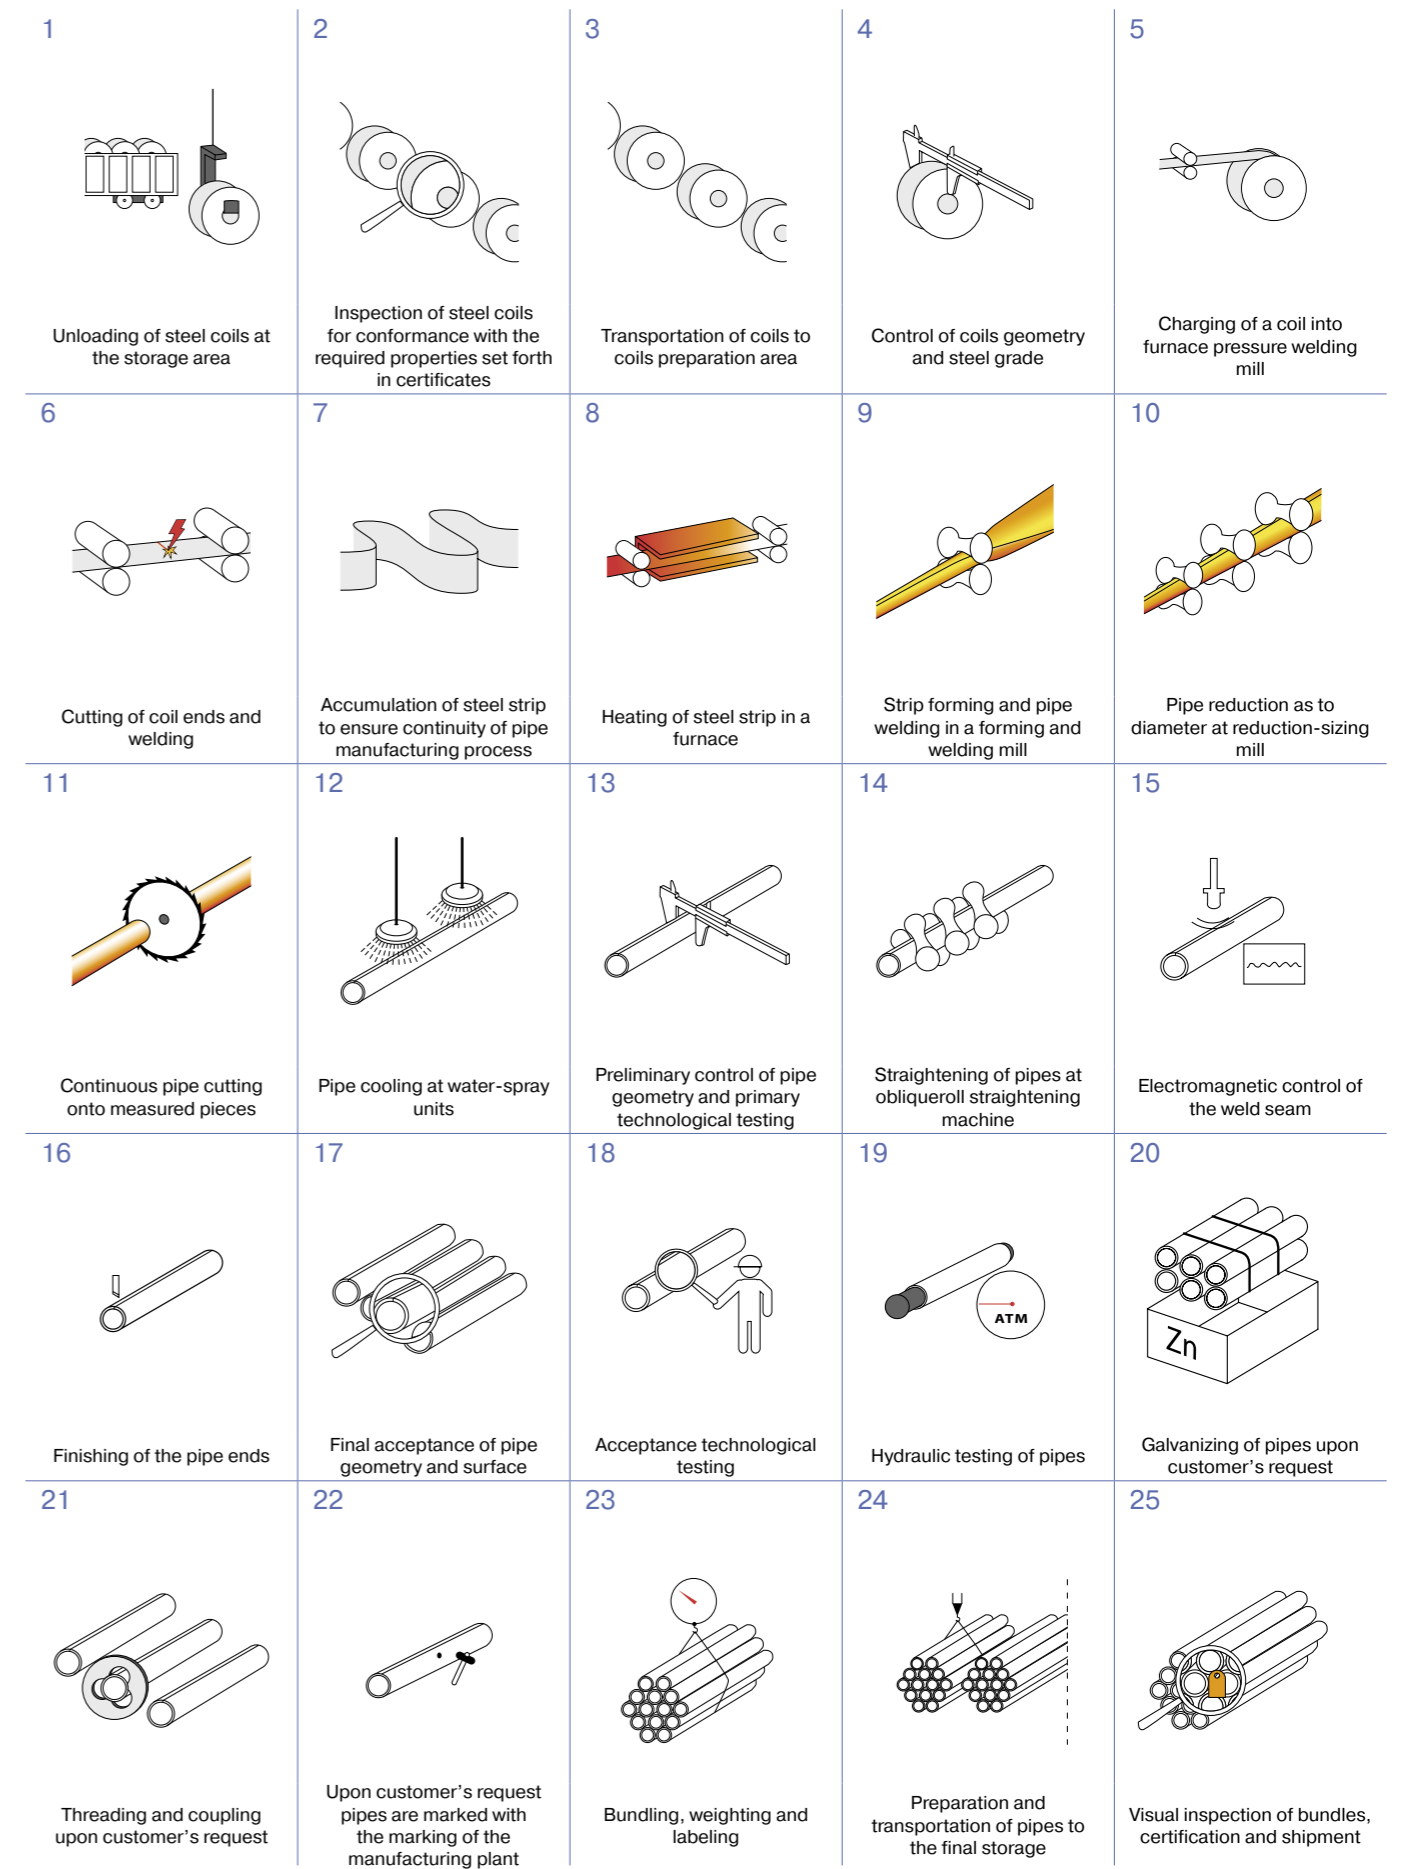 1
Unloading of steel coils at
the storage area
2
Inspection of steel coils
for conformance with the
required properties set forth
in certificates
3
Transportation of coils to
coils preparation area
4
Control of coils geometry
and steel grade
5
Charging of a coil into
furnace pressure welding
mill
6
Cutting of coil ends and
welding
7
Accumulation of steel strip
to ensure continuity of pipe
manufacturing process
8
Heating of steel strip in a
furnace
9
Strip forming and pipe
welding in a forming and
welding mill
10
Pipe reduction as to
diameter at reduction-sizing
mill
11
Continuous pipe cutting
onto measured pieces
12
Pipe cooling at water-spray
units
13
Preliminary control of pipe
geometry and primary
technological testing
14
Straightening of pipes at
obliqueroll straightening
machine
15
Electromagnetic control of
the weld seam
16
Finishing of the pipe ends
17
Final acceptance of pipe
geometry and surface
18
Acceptance technological
testing
19
ATM
Hydraulic testing of pipes
20
Zn
Galvanizing of pipes upon
customer's request
21
Threading and coupling
upon customer's request
22
Upon customer's request
pipes are marked with
the marking of the
manufacturing plant
23
Bundling, weighting and
labeling
24
Preparation and
transportation of pipes to
the final storage
25
Visual inspection of bundles,
certification and shipment